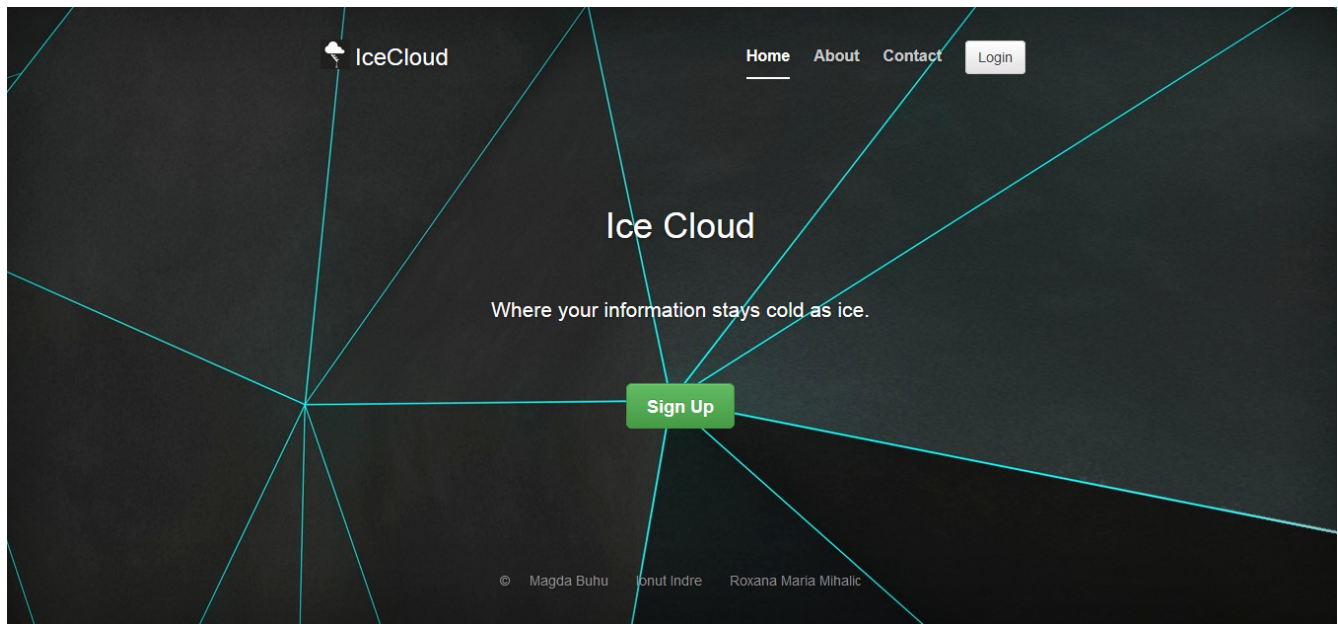 IceCloud Home About Contact Login
Ice Cloud
Where your information stays cold as ice.
Sign Up
© Magda Buhu Ionut Indre Roxana Maria Mihalic